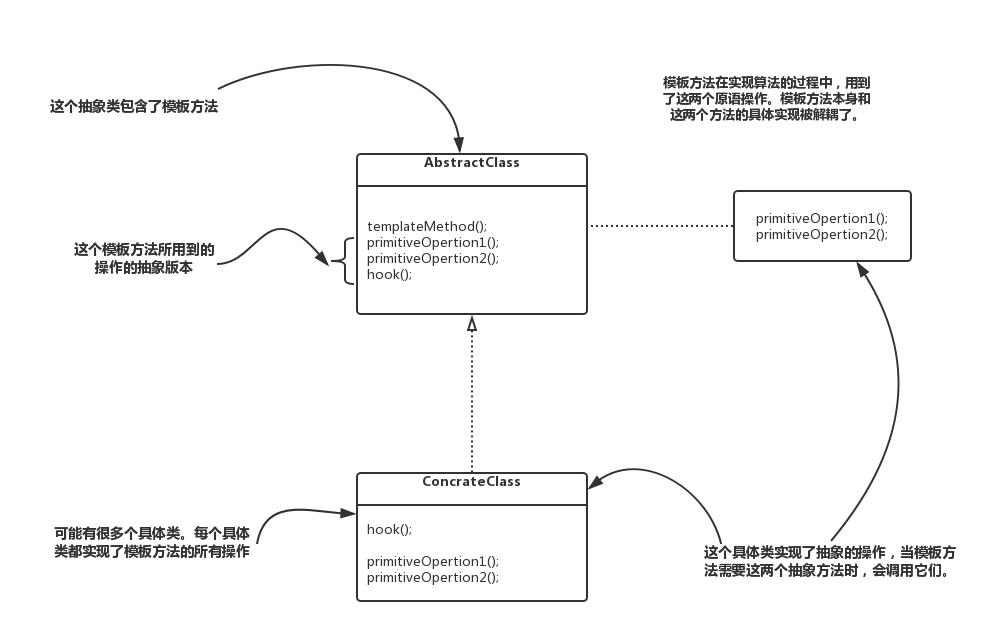 这个抽象类包含了模板方法
模板方法在实现算法的过程中，用到
了这两个原语操作。模板方法本身和
这两个方法的具体实现被解耦了。
AbstractClass
templateMethod();
primitiveOpertion1();
primitiveOpertion2();
hook();
这个模板方法所用到的
操作的抽象版本
primitiveOpertion1();
primitiveOpertion2();
ConcrateClass
hook();
primitiveOpertion1();
primitiveOpertion2();
可能有很多个具体类。每个具体
类都实现了模板方法的所有操作
这个具体类实现了抽象的操作，当模板方
法需要这两个抽象方法时，会调用它们。